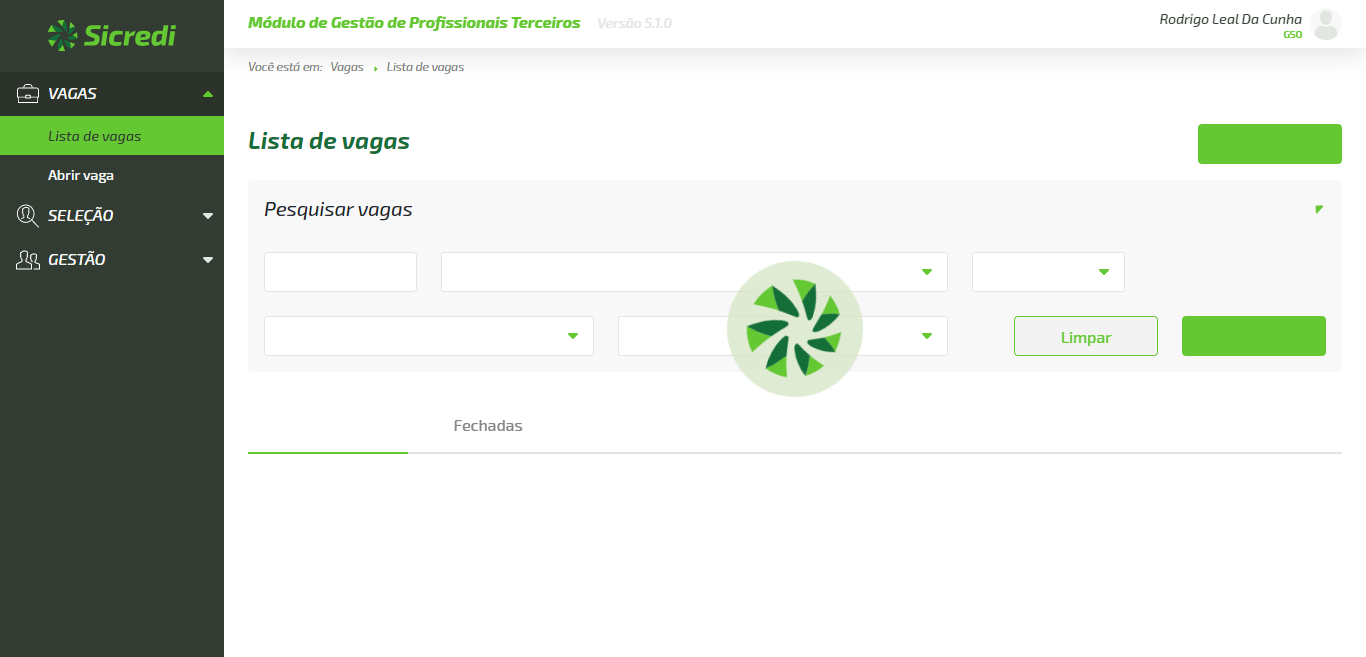 Sicredi
Módulo de Gestão de Profissionais Terceiros Versão 5.1.0
Rodrigo Leal Da Cunha
GSO
Você está em: Vagas Lista de vagas
VAGAS
Lista de vagas
Abrir vaga
SELEÇÃO
GESTÃO
Lista de vagas
Pesquisar vagas
Limpar
Fechadas